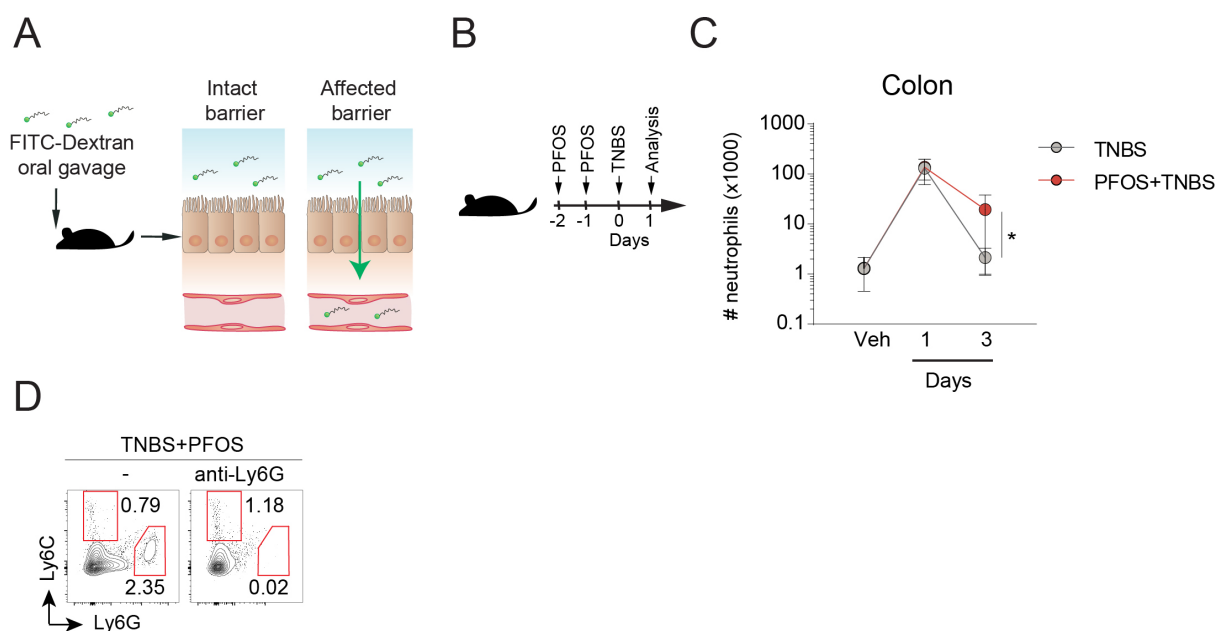 A
FITC-Dextran
oral gavage
Intact
barrier
Affected
barrier
B
PFOS
PFOS
TNBS
Analysis
-2
-1
0
1
Days
C
Colon
# neutrophils (x1000)
1000
100
10
1
0.1
*
Veh
1
3
Days
TNBS
PFOS+TNBS
D
TNBS+PFOS
-
anti-Ly6G
0.79
2.35
1.18
0.02
Ly6C
Ly6G